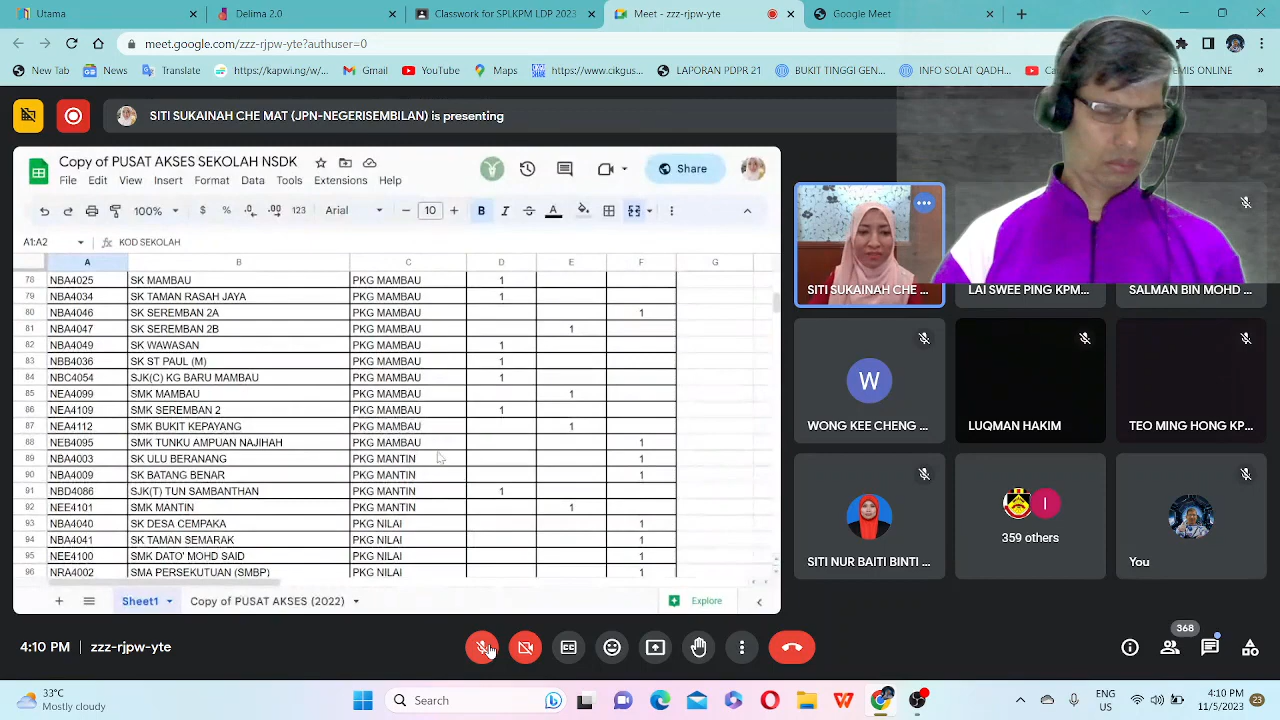 Utama
Delima 2.0
Classwork for SPLKPM LDP 2023
Meet - zzz-rjpw-yte
Google Meet
meet.google.com/zzz-rjpw-yte?authuser=0
New Tab
News
Google Translate
https://kapwing/wa...
Gmail
YouTube
Maps
LAPORAN PDPR 21
BUKIT TINGGI GEN...
INFO SOLAT QADH...
EMIS ONLINE
»
SITI SUKAINAH CHE MAT (JPN-NEGERISEMBILAN) - Presenting
Copy of PUSAT AKSES SEKOLAH NSDK
Share
File Edit View Insert Format Data Tools Extensions Help
100% $ % .0 .00 123 Arial 10 B I S A
A1:A2 fx KOD SEKOLAH
A B C D E F G H
78 NBA4025 SK MAMBAU PKG MAMBAU 1
79 NBA4034 SK TAMAN RASAH JAYA PKG MAMBAU 1
80 NBA4046 SK SEREMBAN 2A PKG MAMBAU 1
81 NBA4047 SK SEREMBAN 2B PKG MAMBAU 1
82 NBA4049 SK WAWASAN PKG MAMBAU 1
83 NBB4036 SK ST PAUL (M) PKG MAMBAU 1
84 NBC4054 SJK(C) KG BARU MAMBAU PKG MAMBAU 1
85 NEA4099 SMK MAMBAU PKG MAMBAU 1
86 NEA4109 SMK SEREMBAN 2 PKG MAMBAU 1
87 NEA4112 SMK BUKIT KEPAYANG PKG MAMBAU 1
88 NEB4095 SMK TUNKU AMPUAN NAJIHAH PKG MAMBAU 1
89 NBA4003 SK ULU BERANANG PKG MANTIN 1
90 NBA4009 SK BATANG BENAR PKG MANTIN 1
91 NBD4086 SJK(T) TUN SAMBANTHAN PKG MANTIN 1
92 NEE4101 SMK MANTIN PKG MANTIN 1
93 NBA4040 SK DESA CEMPAKA PKG NILAI 1
94 NBA4041 SK TAMAN SEMARAK PKG NILAI 1
95 NEE4100 SMK DATO' MOHD SAID PKG NILAI 1
96 NRA4002 SMA PERSEKUTUAN (SMBP) PKG NILAI 1
Sheet1
Copy of PUSAT AKSES (2022)
Explore
SITI SUKAINAH CHE ...
LAI SWEE PING KPM...
SALMAN BIN MOHD ...
W
WONG KEE CHENG ...
LUQMAN HAKIM
TEO MING HONG KP...
SITI NUR BAITI BINTI ...
I
359 others
You
4:10 PM | zzz-rjpw-yte
368
33°C
Mostly cloudy
Search
ENG
US
4:10 PM
11/5/2023
23